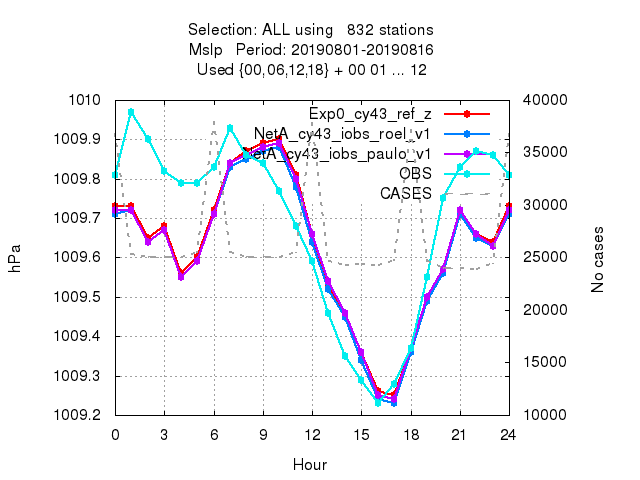 Selection: ALL using   832 stations
Mslp   Period: 20190801-20190816
Used {00,06,12,18} + 00 01 ... 12
1010
1009.9
1009.8
1009.7
1009.6
1009.5
1009.4
1009.3
1009.2
hPa
Exp0_cy43_ref_z
NetA_cy43_iobs_roel_v1
NetA_cy43_iobs_paulo_v1
OBS
CASES
40000
35000
30000
25000
20000
15000
10000
No cases
0 3 6 9 12 15 18 21 24
Hour